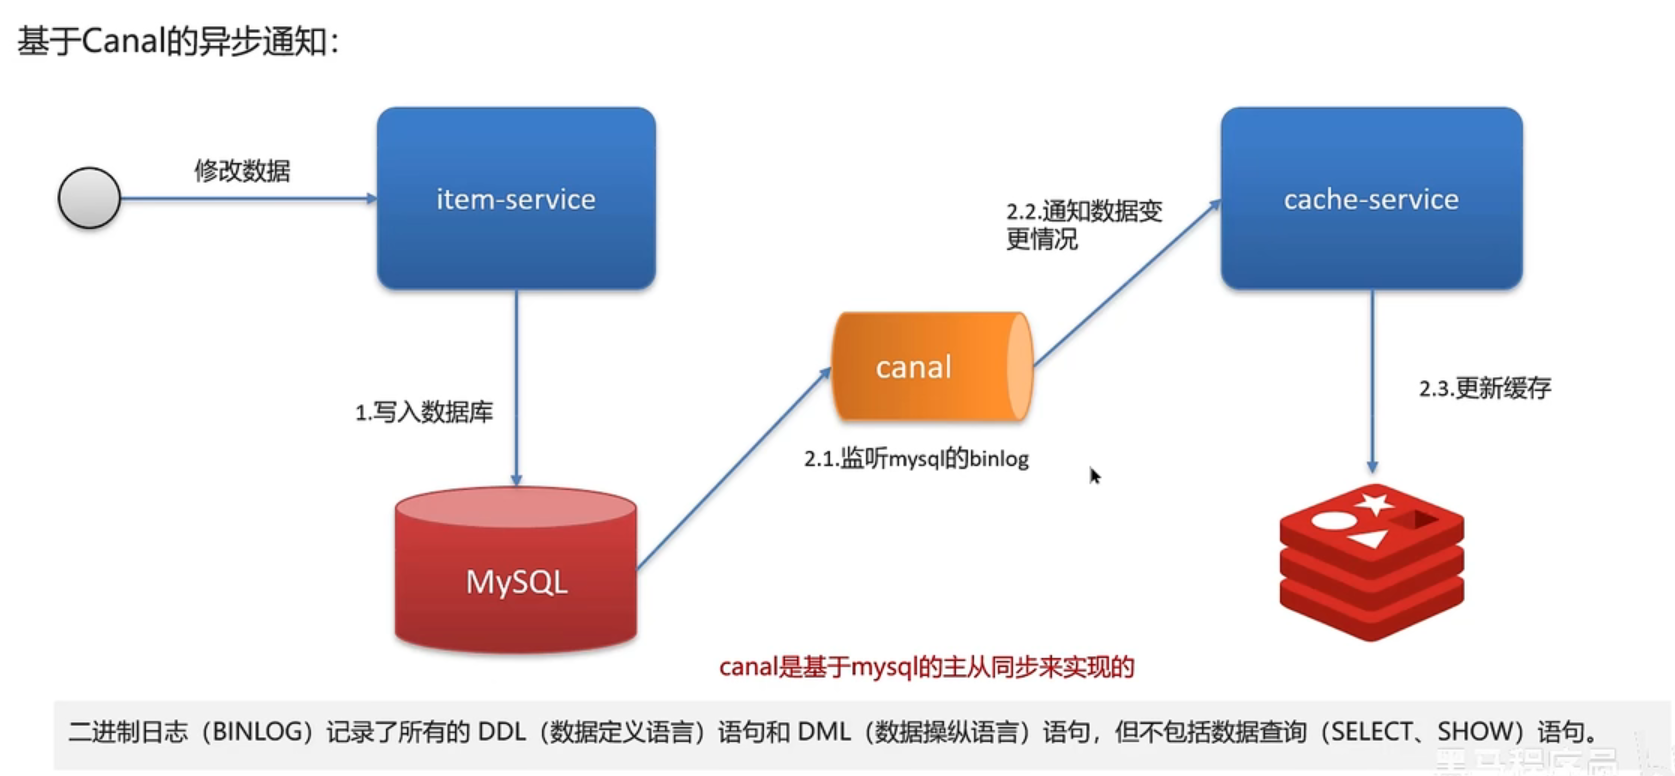 基于Canal的异步通知：
修改数据
item-service
cache-service
2.2.通知数据变
更情况
canal
1.写入数据库
2.3.更新缓存
2.1.监听mysql的binlog
MySQL
canal是基于mysql的主从同步来实现的
二进制日志（BINLOG）记录了所有的 DDL（数据定义语言）语句和 DML（数据操纵语言）语句，但不包括数据查询（SELECT、SHOW）语句。
黑马程序员